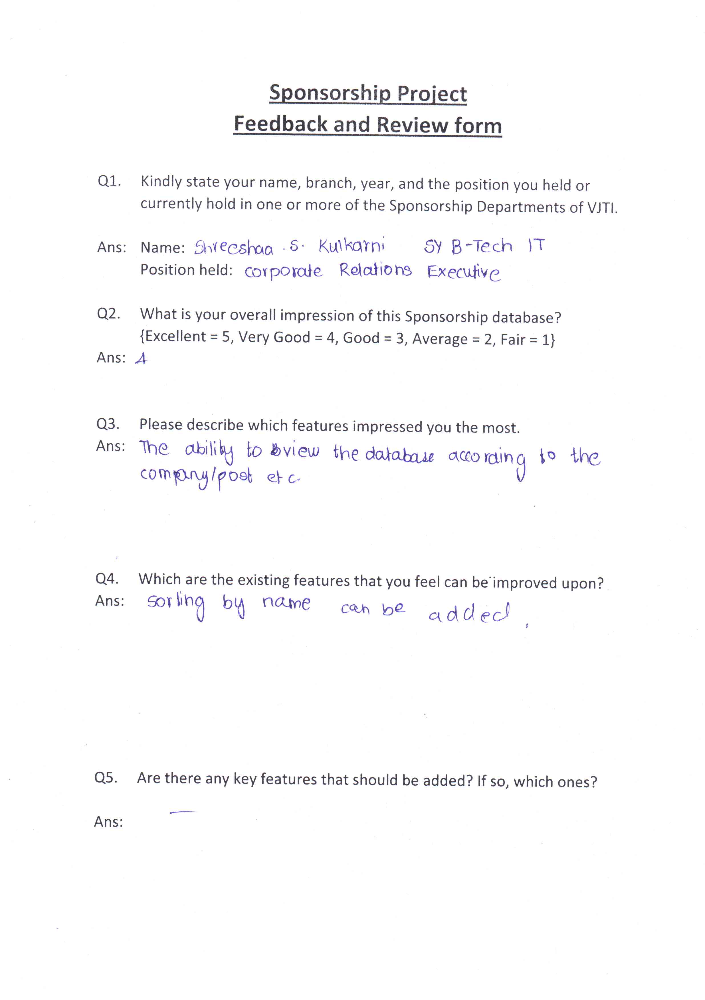 Sponsorship Project
Feedback and Review form
Q1. Kindly state your name, branch, year, and the position you held or
currently hold in one or more of the Sponsorship Departments of VJTI.
Ans: Name: Shreeshaa .S. Kulkarni SY B-Tech IT
Position held: corporate Relations Executive
Q2. What is your overall impression of this Sponsorship database?
{Excellent = 5, Very Good = 4, Good = 3, Average = 2, Fair = 1}
Ans: 4
Q3. Please describe which features impressed you the most.
Ans: The ability to view the database according to the
company/post etc.
Q4. Which are the existing features that you feel can be improved upon?
Ans: sorting by name can be added.
Q5. Are there any key features that should be added? If so, which ones?
Ans: —